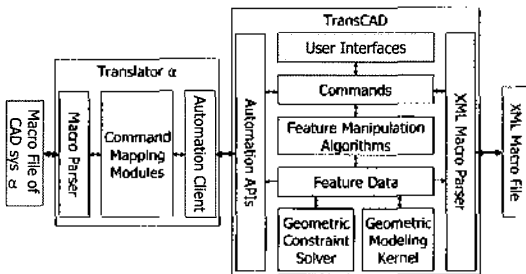 TransCAD
User Interfaces
Translator α
Commands
Macro File of
CAD sys α
Macro Parser
Command
Mapping
Modules
Automation Client
Automation APIs
Feature Manipulation
Algorithms
Feature Data
Geometric
Constraint
Solver
Geometric
Modeling
Kernel
XML Macro Parser
XML Macro File